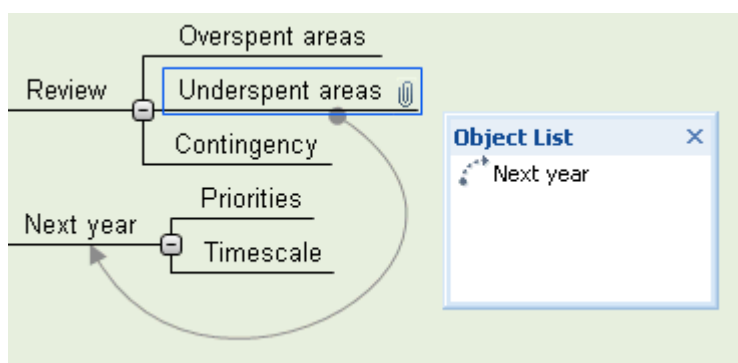 Overspent areas
Review
Underspent areas
Contingency
Object List
Next year
Priorities
Next year
Timescale